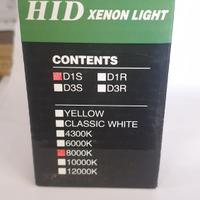 HID XENON LIGHT
CONTENTS
D1S D1R
D3S D3R
YELLOW
CLASSIC WHITE
4300K
6000K
8000K
10000K
12000K